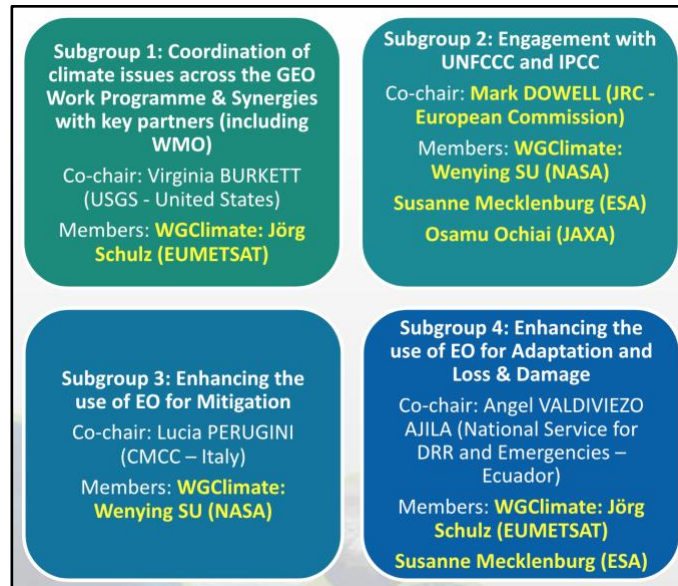 Subgroup 1: Coordination of
climate issues across the GEO
Work Programme & Synergies
with key partners (including
WMO)
Co-chair: Virginia BURKETT
(USGS - United States)
Members: WGClimate: Jörg
Schulz (EUMETSAT)
Subgroup 2: Engagement with
UNFCCC and IPCC
Co-chair: Mark DOWELL (JRC -
European Commission)
Members: WGClimate:
Wenying SU (NASA)
Susanne Mecklenburg (ESA)
Osamu Ochiai (JAXA)
Subgroup 3: Enhancing the
use of EO for Mitigation
Co-chair: Lucia PERUGINI
(CMCC – Italy)
Members: WGClimate:
Wenying SU (NASA)
Subgroup 4: Enhancing the
use of EO for Adaptation and
Loss & Damage
Co-chair: Angel VALDIVIEZO
AJILA (National Service for
DRR and Emergencies –
Ecuador)
Members: WGClimate: Jörg
Schulz (EUMETSAT)
Susanne Mecklenburg (ESA)